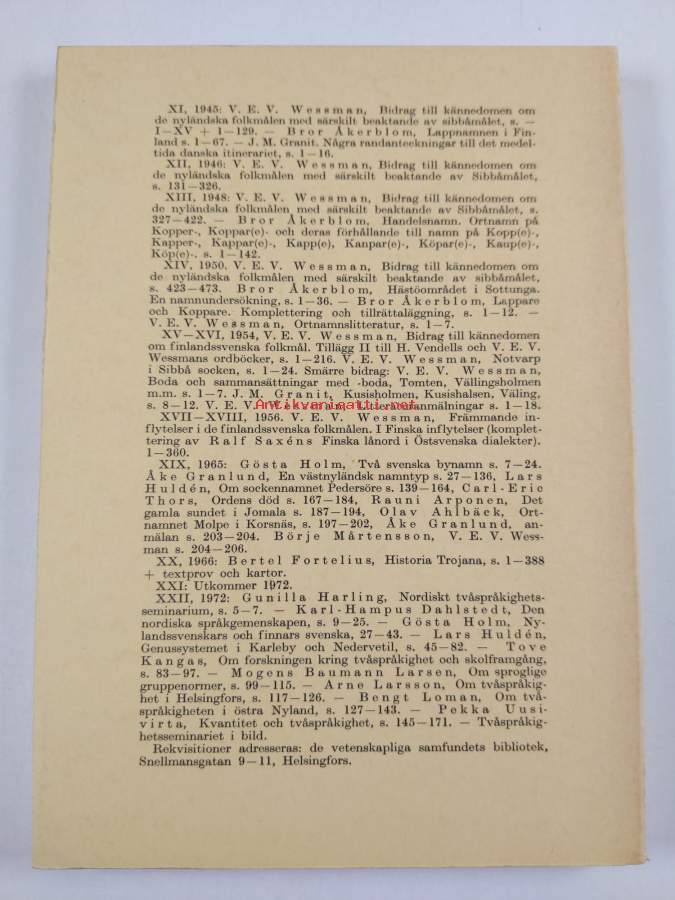 XI, 1945: V. E. V. Wessman, Bidrag till kännedomen om
de nyländska folkmålen med särskilt beaktande av sibbåmålet, s. —
I—XV + 1—129. — Bror Åkerblom, Lappnamnen i Fin-
land s. 1—67. — J. M. Granit. Några randanteckningar till det medel-
tida danska itinerariet, s. 1—16.
XII, 1946: V. E. V. Wessman, Bidrag till kännedomen om
de nyländska folkmålen med särskilt beaktande av Sibbåmålet,
s. 131—326.
XIII, 1948: V. E. V. Wessman, Bidrag till kännedomen om
de nyländska folkmålen med särskilt beaktande av Sibbåmålet, s.
327—422. — Bror Åkerblom, Handelsnamn. Ortnamn på
Kopper-, Koppar(e)- och deras förhållande till namn på Kopp(e)-,
Kapper-, Kappar(e)-, Kapp(e), Kanpar(e)-, Köpar(e)-, Kaup(e)-,
Köp(e)-. s. 1—142.
XIV, 1950. V. E. V. Wessman, Bidrag till kännedomen om
de nyländska folkmålen med särskilt beaktande av Sibbåmålet,
s. 423—473. Bror Åkerblom, Hästöområdet i Sottunga.
En namnundersökning, s. 1—36. — Bror Åkerblom, Lappare
och Koppare. Komplettering och tillrättaläggning, s. 1—12. —
V. E. V. Wessman, Ortnamnslitteratur, s. 1—7.
XV—XVI, 1954, V. E. V. Wessman, Bidrag till kännedomen
om finlandssvenska folkmål. Tillägg II till H. Vendells och V. E. V.
Wessmans ordböcker, s. 1—216. V. E. V. Wessman, Notvarp
i Sibbå socken, s. 1—24. Smärre bidrag: V. E. V. Wessman,
Boda och sammansättningar med -boda, Tomten, Vällingsholmen
m.m. s. 1—7. J. M. Granit, Kusisholmen, Kusishalsen, Väling,
s. 8—12. V. E. V. Wessman, Litteraturanmälningar s. 1—18.
Antikvariaatti.net
XVII—XVIII, 1956. V. E. V. Wessman, Främmande in-
flytelser i de finlandssvenska folkmålen. I Finska inflytelser (komplet-
tering av Ralf Saxéns Finska lånord i Östsvenska dialekter).
1—360.
XIX, 1965: Gösta Holm, Två svenska bynamn s. 7—24.
Åke Granlund, En västnyländsk namntyp s. 27—136, Lars
Huldén, Om sockennamnet Pedersöre s. 139—164, Carl-Eric
Thors, Ordens död s. 167—184, Rauni Arponen, Det
gamla sundet i Jomala s. 187—194, Olav Ahlbäck, Ort-
namnet Molpe i Korsnäs, s. 197—202, Åke Granlund, an-
mälan s. 203—204. Börje Mårtensson, V. E. V. Wess-
man s. 204—206.
XX, 1966: Bertel Fortelius, Historia Trojana, s. 1—388
+ textprov och kartor.
XXI: Utkommer 1972.
XXII, 1972: Gunilla Harling, Nordiskt tvåspråkighets-
seminarium, s. 5—7. — Karl-Hampus Dahlstedt, Den
nordiska språkgemenskapen, s. 9—25. — Gösta Holm, Ny-
landssvenskars och finnars svenska, 27—43. — Lars Huldén,
Genussystemet i Karleby och Nedervetil, s. 45—82. — Tove
Kangas, Om forskningen kring tvåspråkighet och skolframgång,
s. 83—97. — Mogens Baumann Larsen, Om sproglige
gruppenormer, s. 99—115. — Arne Larsson, Om tvåspråkig-
het i Helsingfors, s. 117—126. — Bengt Loman, Om två-
språkigheten i östra Nyland, s. 127—143. — Pekka Uusi-
virta, Kvantitet och tvåspråkighet, s. 145—171. — Tvåspråkig-
hetsseminariet i bild.
Rekvisitioner adresseras: de vetenskapliga samfundets bibliotek,
Snellmansgatan 9—11, Helsingfors.